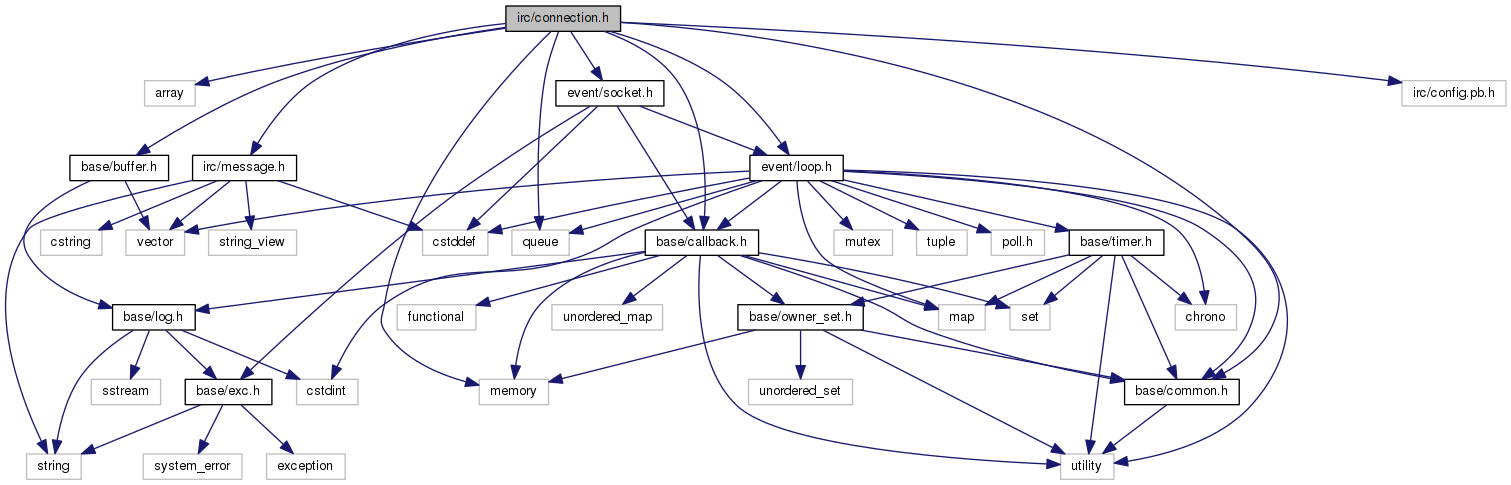 irc/connection.h
array
event/socket.h
irc/config.pb.h
base/buffer.h
irc/message.h
event/loop.h
cstring
vector
string_view
cstddef
queue
base/callback.h
mutex
tuple
poll.h
base/timer.h
base/log.h
functional
unordered_map
base/owner_set.h
map
set
chrono
sstream
base/exc.h
cstdint
memory
unordered_set
base/common.h
string
system_error
exception
utility